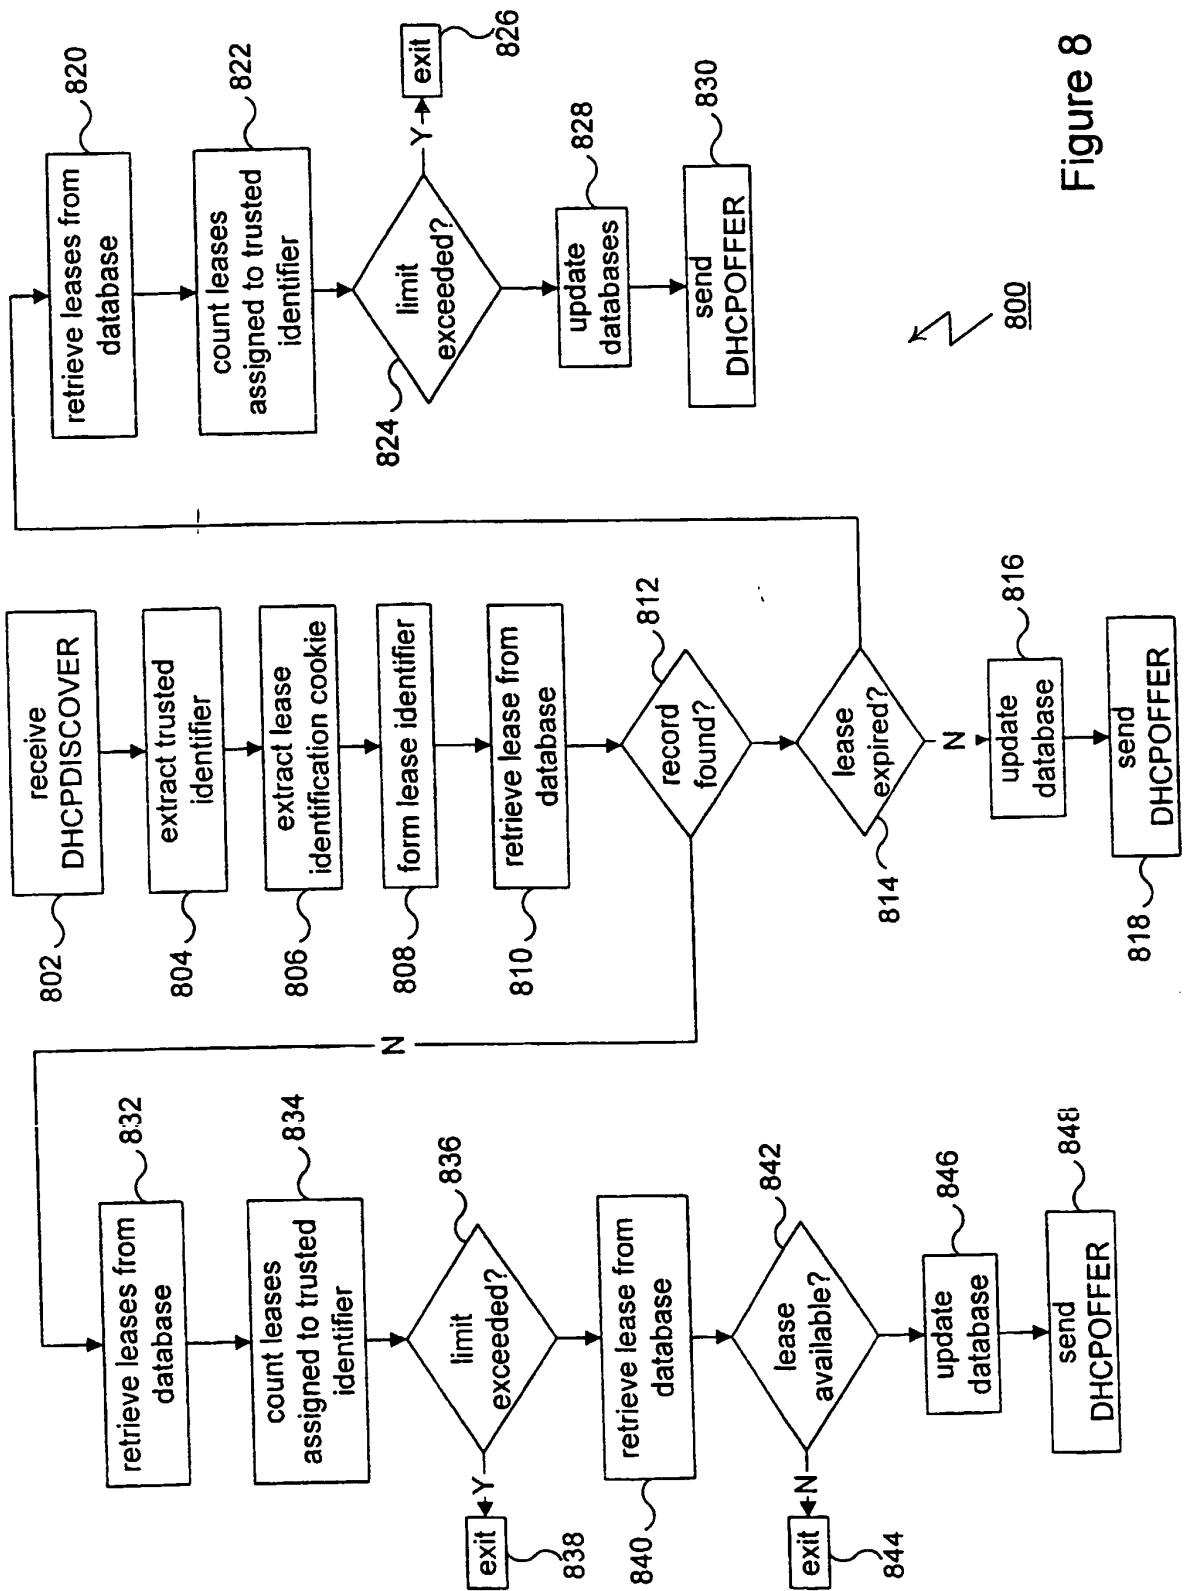 802
receive
DHCPDISCOVER
804
extract trusted
identifier
806
extract lease
identification cookie
808
form lease identifier
810
retrieve lease from
database
812
record
found?
N
814
lease
expired?
N
816
update
database
818
send
DHCPOFFER
820
retrieve leases from
database
822
count leases
assigned to trusted
identifier
824
limit
exceeded?
Y
exit
826
828
update
databases
830
send
DHCPOFFER
832
retrieve leases from
database
834
count leases
assigned to trusted
identifier
836
limit
exceeded?
Y
exit
838
840
retrieve lease from
database
842
lease
available?
N
exit
844
846
update
database
848
send
DHCPOFFER
800
Figure 8